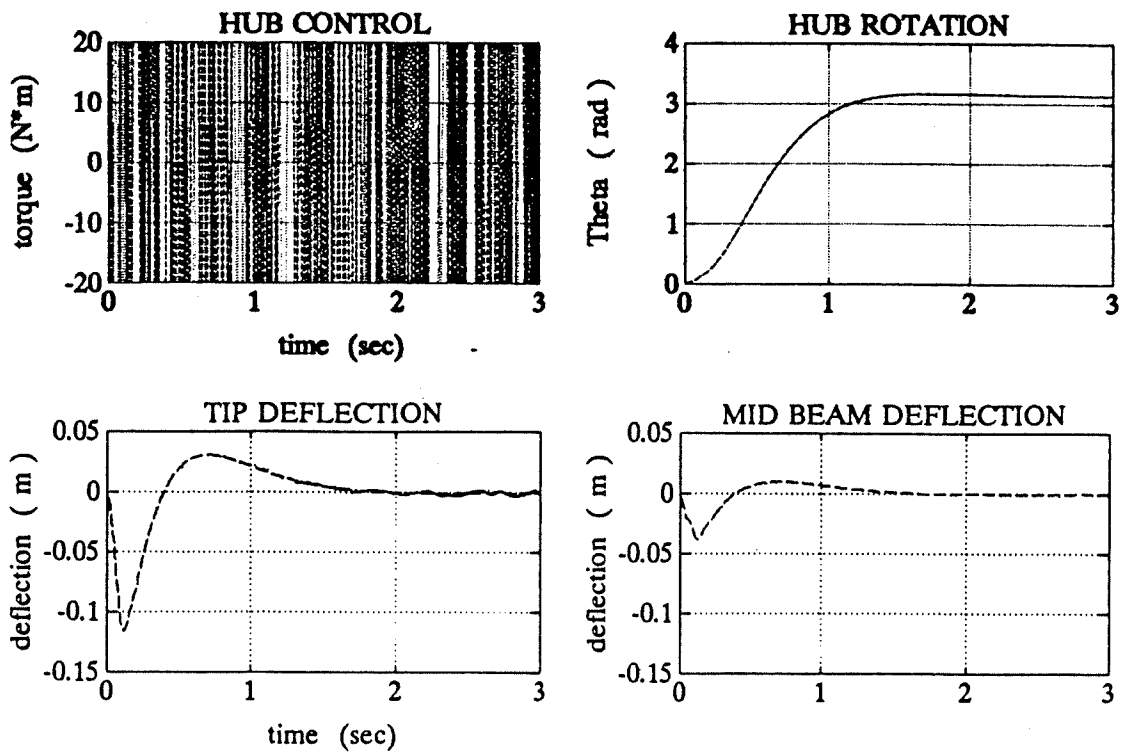 HUB CONTROL
torque (N*m)
20
10
0
-10
-20
0 1 2 3
time (sec)
HUB ROTATION
Theta ( rad )
4
3
2
1
0
0 1 2 3
TIP DEFLECTION
deflection ( m )
0.05
0
-0.05
-0.1
-0.15
0 1 2 3
time (sec)
MID BEAM DEFLECTION
deflection ( m )
0.05
0
-0.05
-0.1
-0.15
0 1 2 3